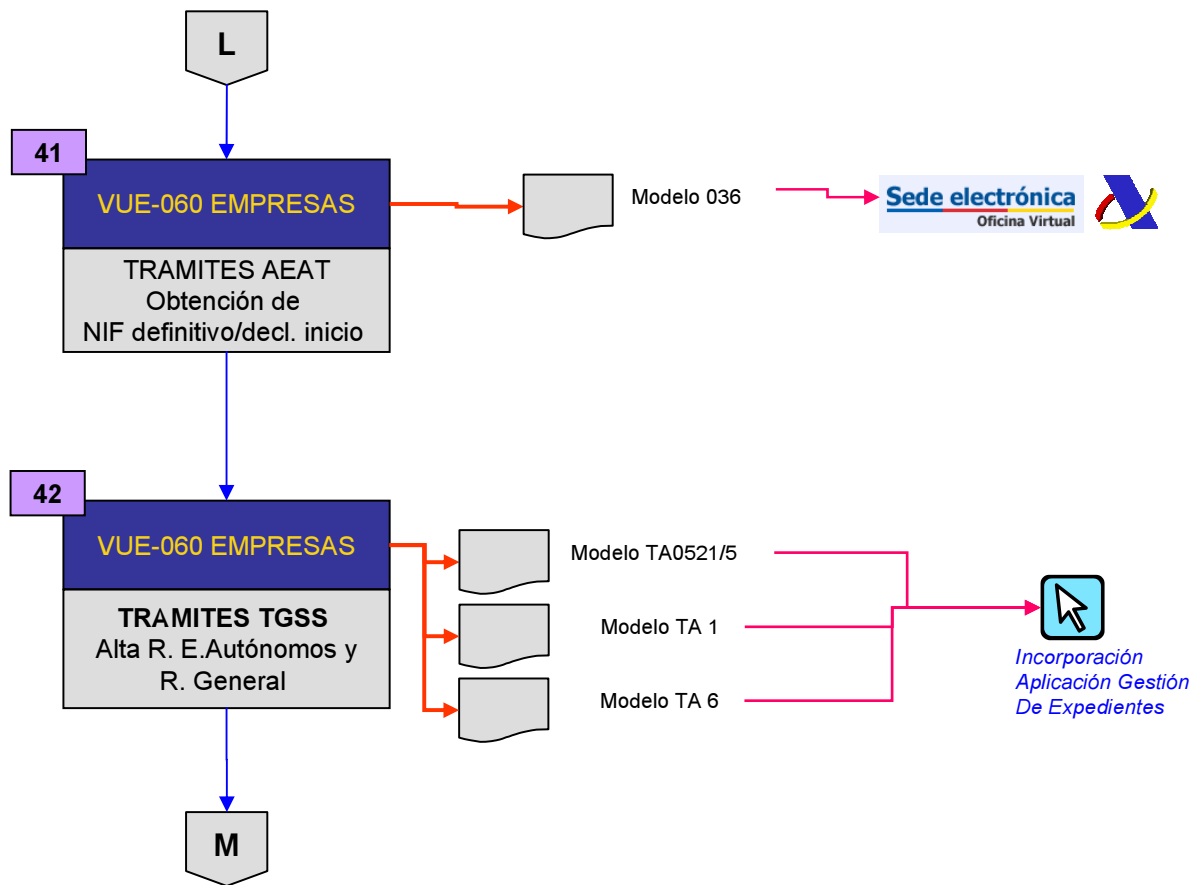 L
41
VUE-060 EMPRESAS
Modelo 036
Sede electrónica
Oficina Virtual
TRAMITES AEAT
Obtención de
NIF definitivo/decl. inicio
42
VUE-060 EMPRESAS
Modelo TA0521/5
TRAMITES TGSS
Alta R. E.Autónomos y
R. General
Modelo TA 1
Modelo TA 6
Incorporación
Aplicación Gestión
De Expedientes
M